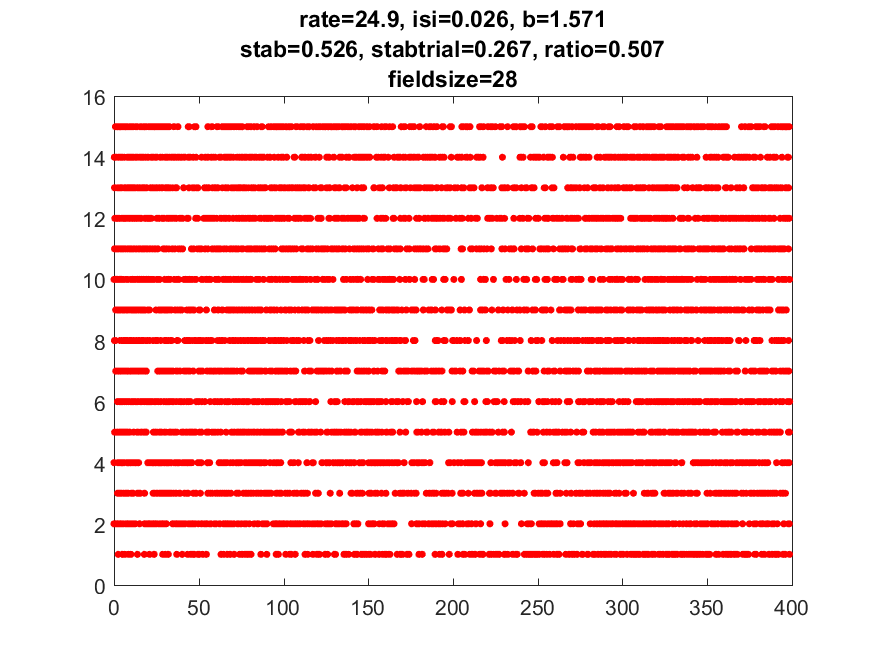 rate=24.9, isi=0.026, b=1.571
stab=0.526, stabtrial=0.267, ratio=0.507
fieldsize=28
16
14
12
10
8
6
4
2
0
0 50 100 150 200 250 300 350 400